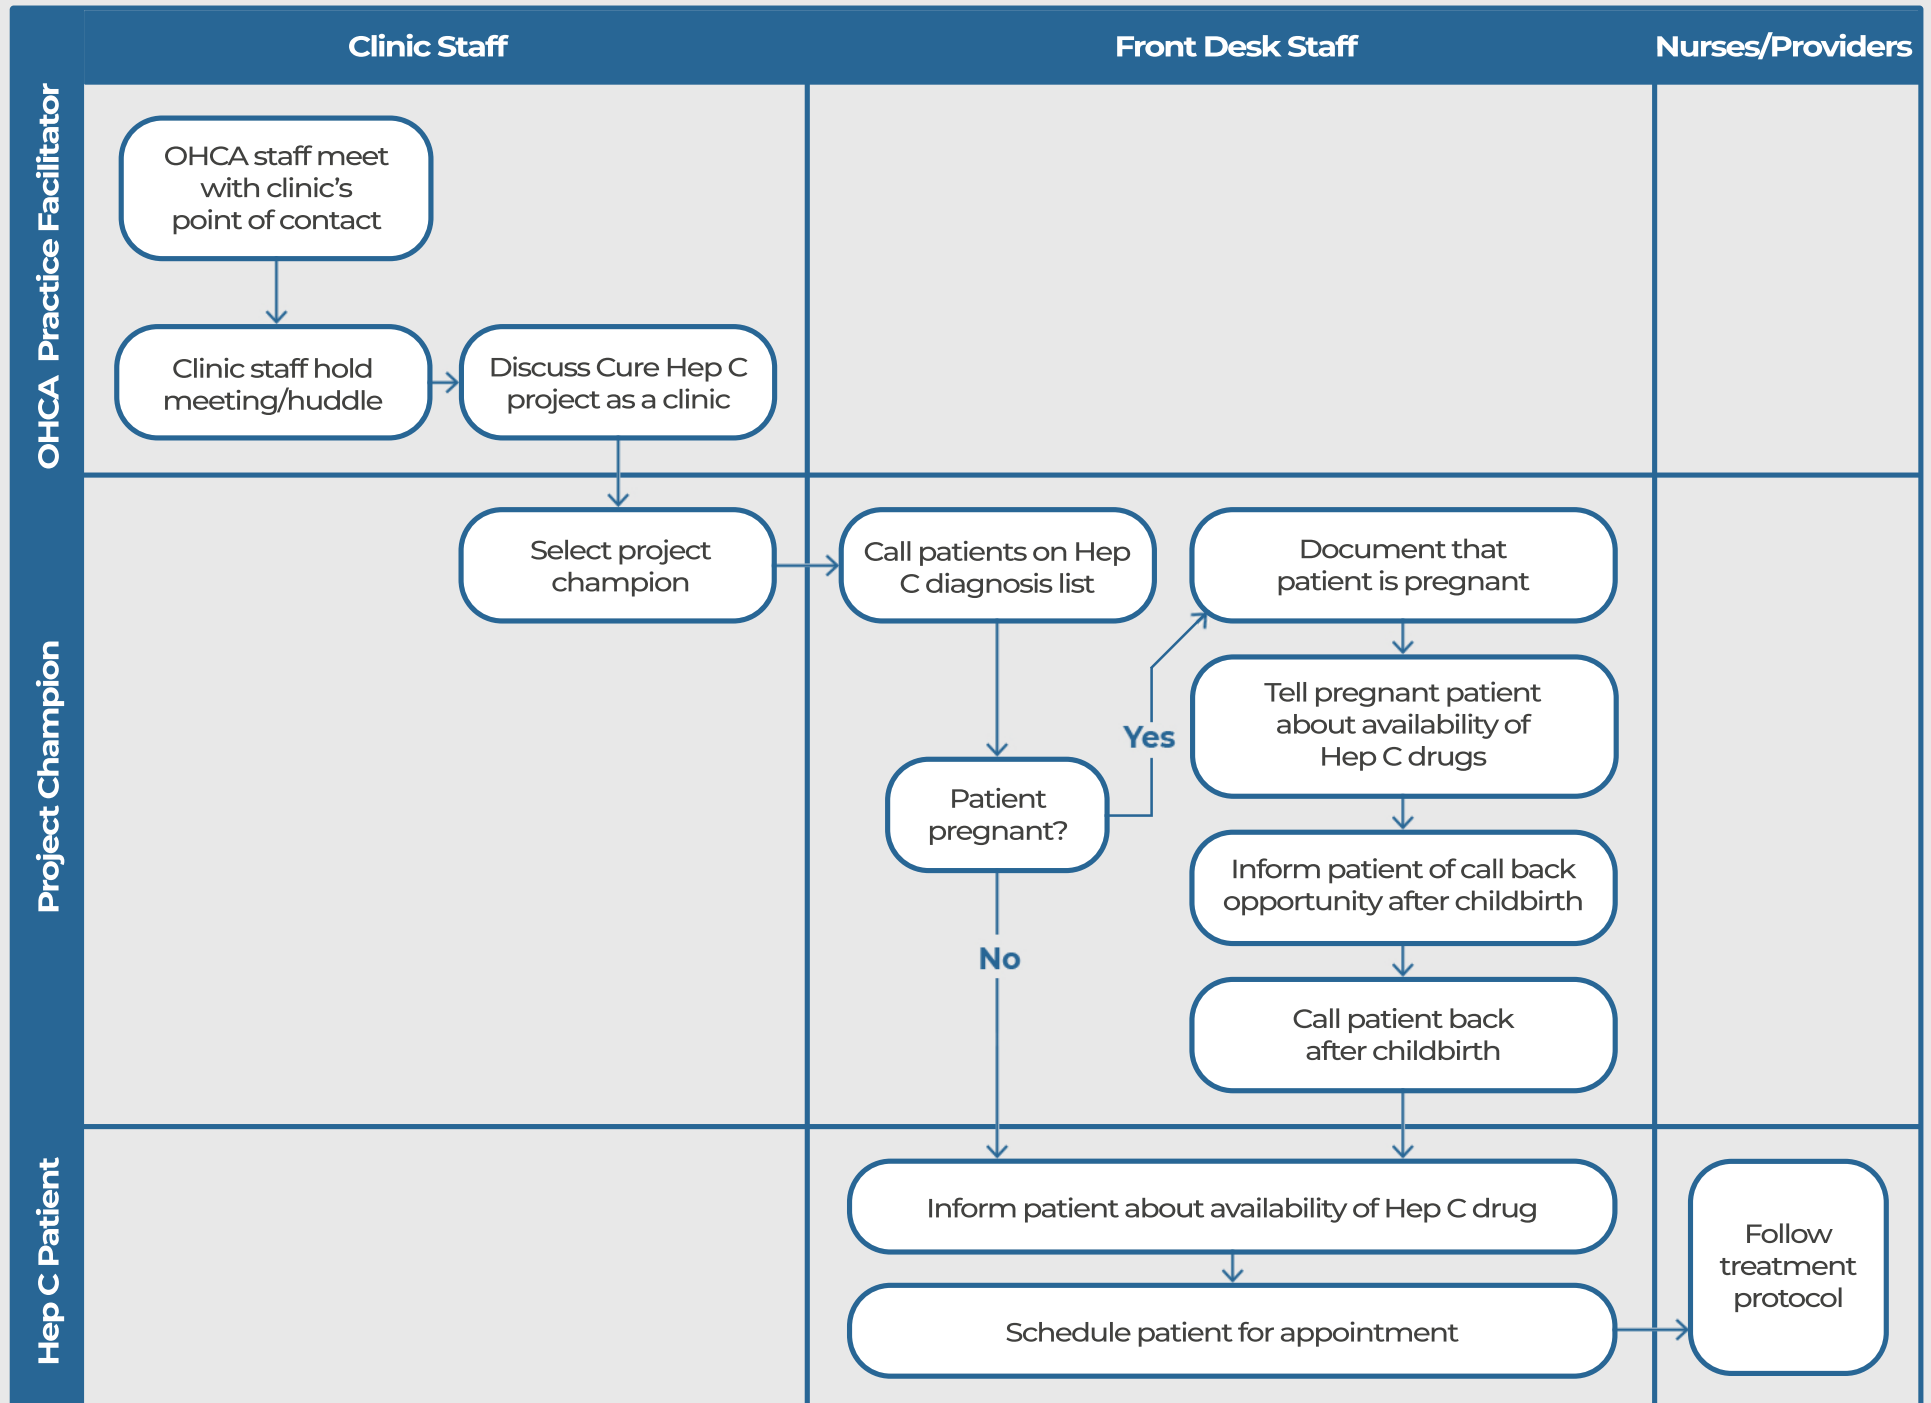 Clinic Staff
Front Desk Staff
Nurses/Providers
OHCA Practice Facilitator
OHCA staff meet
with clinic’s
point of contact
Clinic staff hold
meeting/huddle
Discuss Cure Hep C
project as a clinic
Project Champion
Select project
champion
Call patients on Hep
C diagnosis list
Patient
pregnant?
Yes
No
Document that
patient is pregnant
Tell pregnant patient
about availability of
Hep C drugs
Inform patient of call back
opportunity after childbirth
Call patient back
after childbirth
Hep C Patient
Inform patient about availability of Hep C drug
Schedule patient for appointment
Follow
treatment
protocol